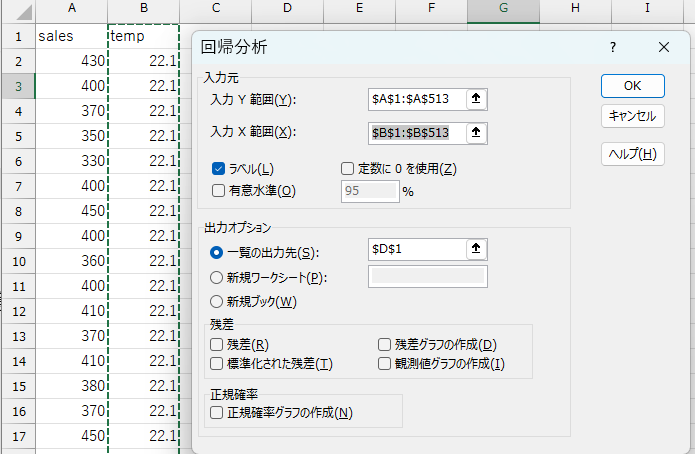 A B C D E F G H I
1 sales temp
2 430 22.1
3 400 22.1
4 370 22.1
5 350 22.1
6 330 22.1
7 400 22.1
8 450 22.1
9 400 22.1
10 360 22.1
11 400 22.1
12 410 22.1
13 370 22.1
14 410 22.1
15 380 22.1
16 370 22.1
17 450 22.1
回帰分析 ? ×
入力元
入力 Y 範囲(Y): $A$1:$A$513
入力 X 範囲(X): $B$1:$B$513
ラベル(L) 定数に 0 を使用(Z)
有意水準(O) 95 %
OK
キャンセル
ヘルプ(H)
出力オプション
一覧の出力先(S): $D$1
新規ワークシート(P):
新規ブック(W)
残差
残差(R) 残差グラフの作成(D)
標準化された残差(T) 観測値グラフの作成(I)
正規確率
正規確率グラフの作成(N)